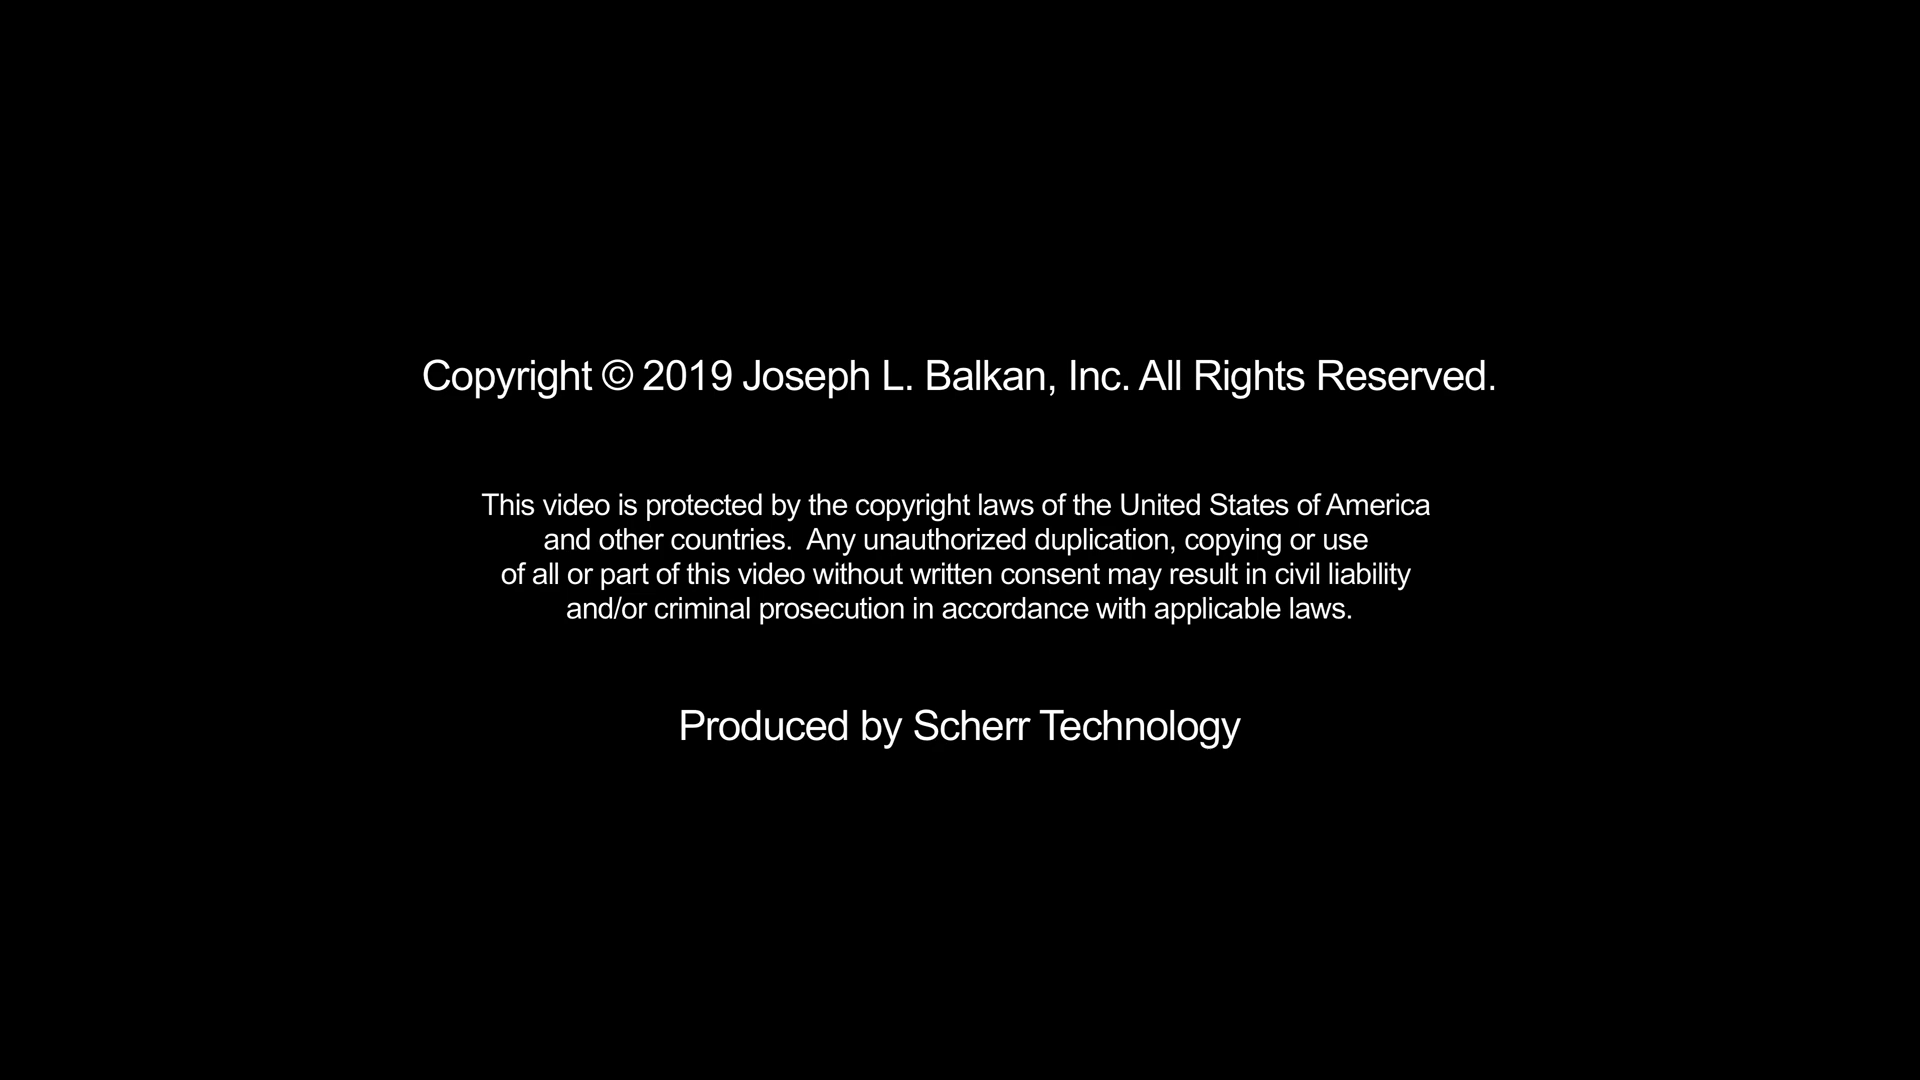 Copyright © 2019 Joseph L. Balkan, Inc. All Rights Reserved.
This video is protected by the copyright laws of the United States of America
and other countries.  Any unauthorized duplication, copying or use
of all or part of this video without written consent may result in civil liability
and/or criminal prosecution in accordance with applicable laws.
Produced by Scherr Technology